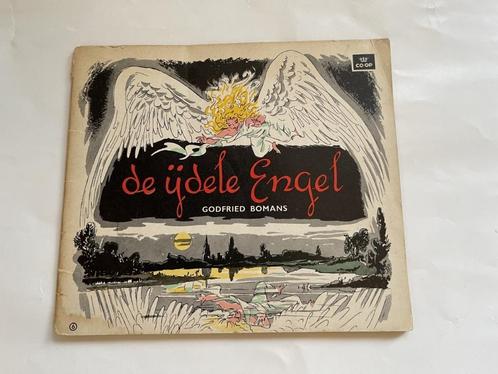 CO·OP
de ijdele Engel
GODFRIED BOMANS
6